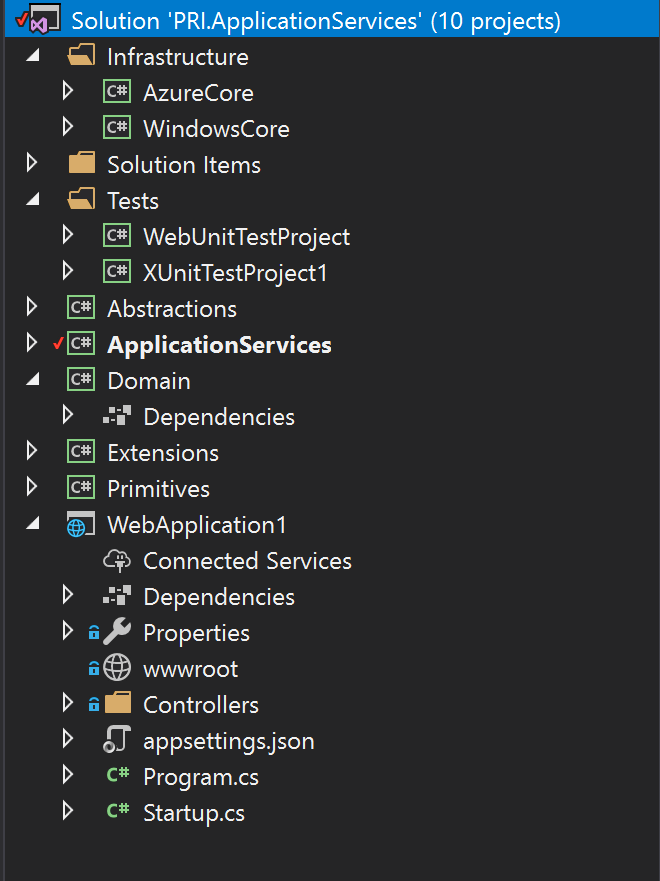 Solution 'PRI.ApplicationServices' (10 projects)
Infrastructure
C# AzureCore
C# WindowsCore
Solution Items
Tests
C# WebUnitTestProject
C# XUnitTestProject1
C# Abstractions
C# ApplicationServices
C# Domain
Dependencies
C# Extensions
C# Primitives
WebApplication1
Connected Services
Dependencies
Properties
wwwroot
Controllers
appsettings.json
C# Program.cs
C# Startup.cs